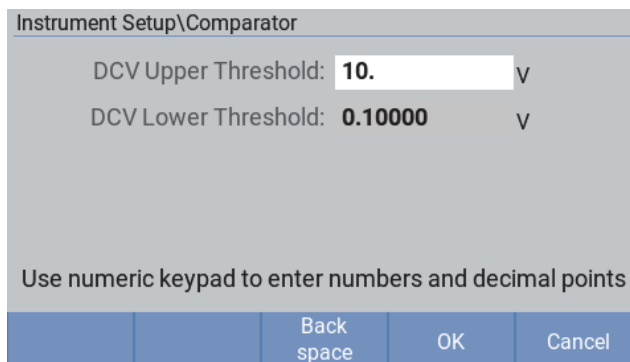 Instrument Setup\Comparator
DCV Upper Threshold: 10. V
DCV Lower Threshold: 0.10000 V
Use numeric keypad to enter numbers and decimal points
Back
space
OK
Cancel